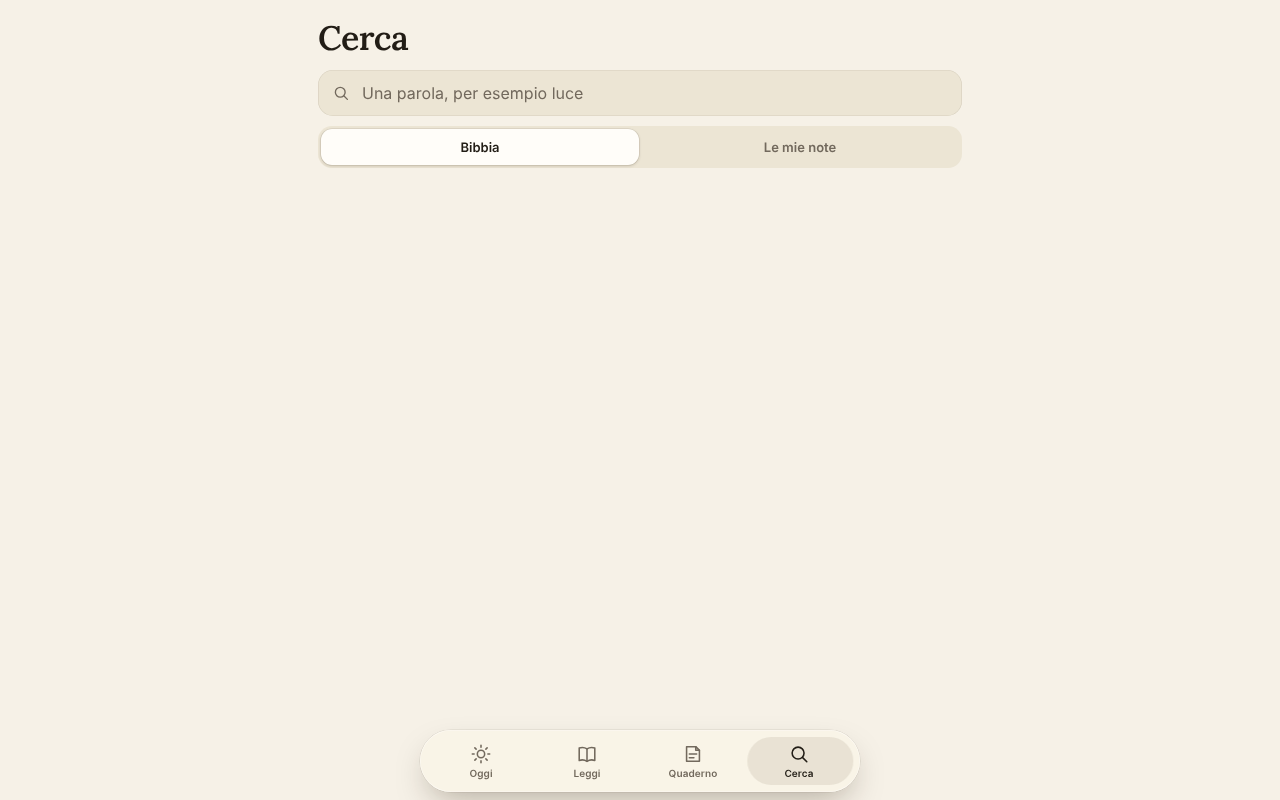 Cerca
Una parola, per esempio luce
Bibbia
Le mie note
Oggi
Leggi
Quaderno
Cerca